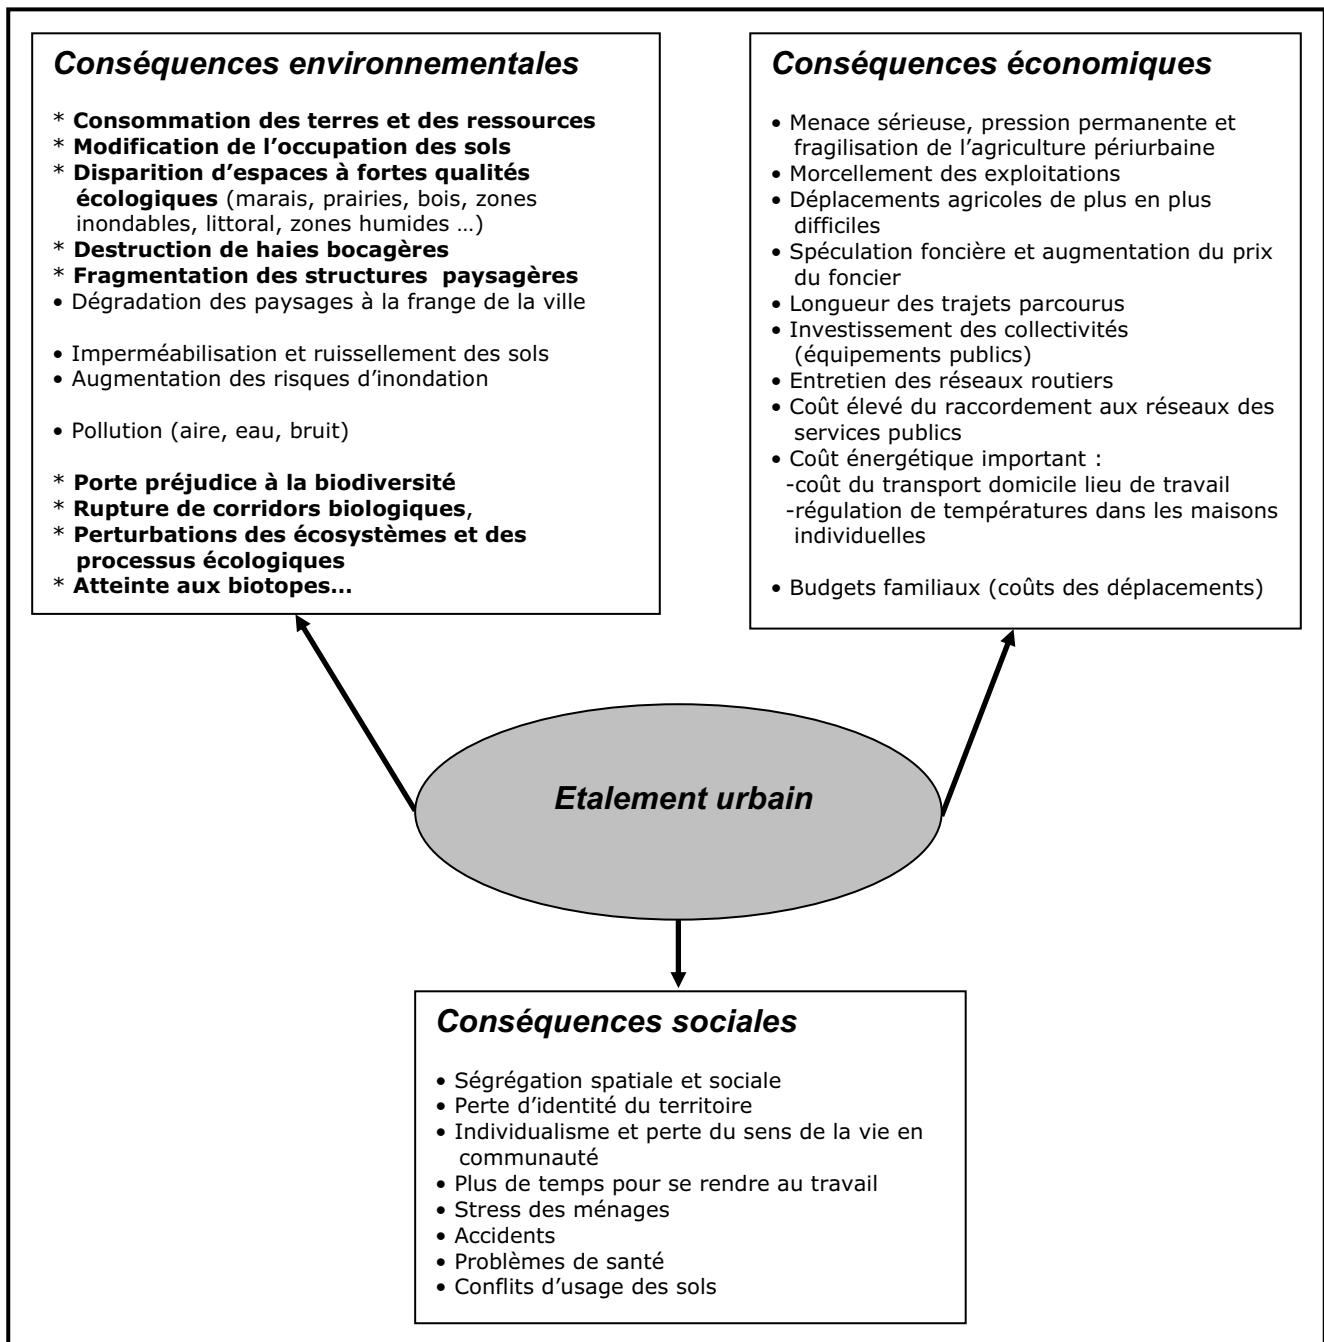 Conséquences environnementales
* Consommation des terres et des ressources
* Modification de l'occupation des sols
* Disparition d'espaces à fortes qualités
écologiques (marais, prairies, bois, zones
inondables, littoral, zones humides …)
* Destruction de haies bocagères
* Fragmentation des structures paysagères
• Dégradation des paysages à la frange de la ville
• Imperméabilisation et ruissellement des sols
• Augmentation des risques d'inondation
• Pollution (aire, eau, bruit)
* Porte préjudice à la biodiversité
* Rupture de corridors biologiques,
* Perturbations des écosystèmes et des
processus écologiques
* Atteinte aux biotopes…
Conséquences économiques
• Menace sérieuse, pression permanente et
fragilisation de l'agriculture périurbaine
• Morcellement des exploitations
• Déplacements agricoles de plus en plus
difficiles
• Spéculation foncière et augmentation du prix
du foncier
• Longueur des trajets parcourus
• Investissement des collectivités
(équipements publics)
• Entretien des réseaux routiers
• Coût élevé du raccordement aux réseaux des
services publics
• Coût énergétique important :
-coût du transport domicile lieu de travail
-régulation de températures dans les maisons
individuelles
• Budgets familiaux (coûts des déplacements)
Etalement urbain
Conséquences sociales
• Ségrégation spatiale et sociale
• Perte d'identité du territoire
• Individualisme et perte du sens de la vie en
communauté
• Plus de temps pour se rendre au travail
• Stress des ménages
• Accidents
• Problèmes de santé
• Conflits d'usage des sols